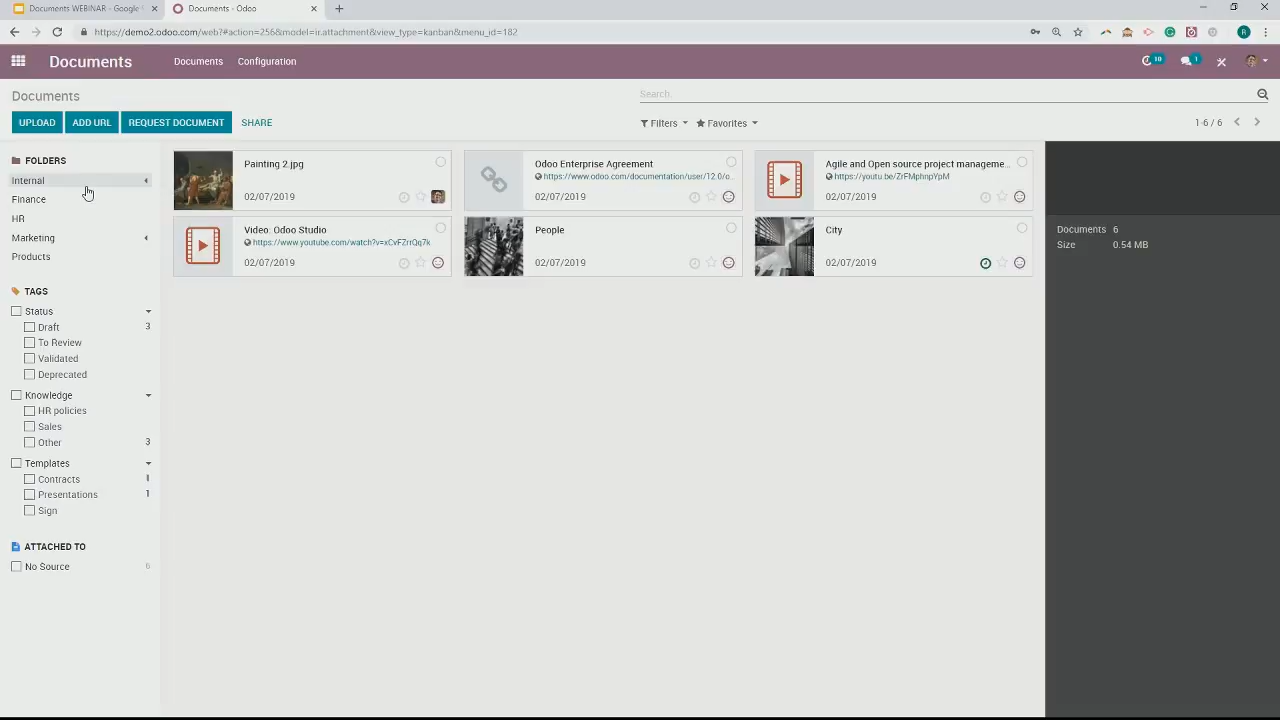 Documents WEBINAR - Google
Documents - Odoo
https://demo2.odoo.com/web?#action=256&model=ir.attachment&view_type=kanban&menu_id=182
R
Documents
Documents
Configuration
10
1
Documents
Search...
UPLOAD
ADD URL
REQUEST DOCUMENT
SHARE
Filters
Favorites
1-6 / 6
FOLDERS
Internal
Finance
HR
Marketing
Products
TAGS
Status
Draft 3
To Review
Validated
Deprecated
Knowledge
HR policies
Sales
Other 3
Templates
Contracts 1
Presentations 1
Sign
ATTACHED TO
No Source 6
Painting 2.jpg
02/07/2019
Odoo Enterprise Agreement
https://www.odoo.com/documentation/user/12.0/o...
02/07/2019
Agile and Open source project manageme...
https://youtu.be/ZrFMphnpYpM
02/07/2019
Video: Odoo Studio
https://www.youtube.com/watch?v=xCvFZrrQq7k
02/07/2019
People
02/07/2019
City
02/07/2019
Documents 6
Size 0.54 MB